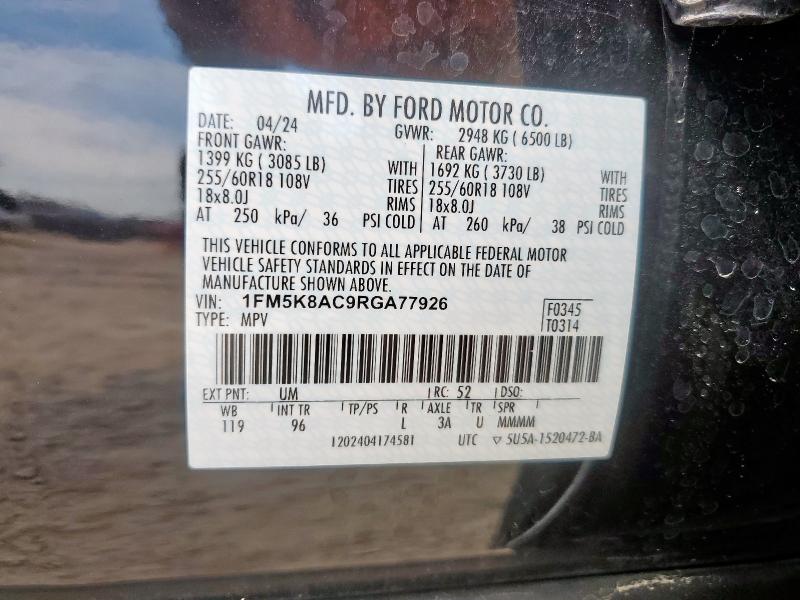 MFD. BY FORD MOTOR CO.
DATE: 04/24 GVWR: 2948 KG ( 6500 LB)
FRONT GAWR: REAR GAWR:
1399 KG ( 3085 LB) WITH 1692 KG ( 3730 LB) WITH
255/60R18 108V TIRES 255/60R18 108V TIRES
18x8.0J RIMS 18x8.0J RIMS
AT 250 kPa/ 36 PSI COLD AT 260 kPa/ 38 PSI COLD
THIS VEHICLE CONFORMS TO ALL APPLICABLE FEDERAL MOTOR
VEHICLE SAFETY STANDARDS IN EFFECT ON THE DATE OF
MANUFACTURE SHOWN ABOVE.
VIN: 1FM5K8AC9RGA77926 F0345
TYPE: MPV T0314
EXT PNT: UM RC: 52 DSO:
WB INT TR TP/PS R AXLE TR SPR
119 96 L 3A U MMMM
1202404174581 UTC ▽ 5U5A-1520472-BA